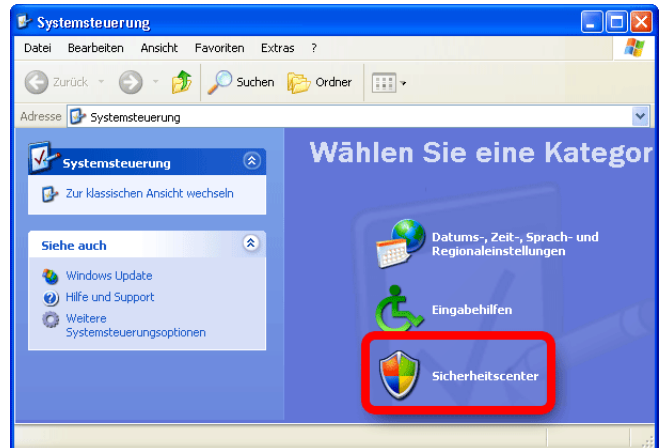 Systemsteuerung
Datei Bearbeiten Ansicht Favoriten Extras ?
Zurück Suchen Ordner
Adresse Systemsteuerung
Systemsteuerung
Zur klassischen Ansicht wechseln
Siehe auch
Windows Update
Hilfe und Support
Weitere
Systemsteuerungsoptionen
Wählen Sie eine Kategor
Datums-, Zeit-, Sprach- und
Regionaleinstellungen
Eingabehilfen
Sicherheitscenter